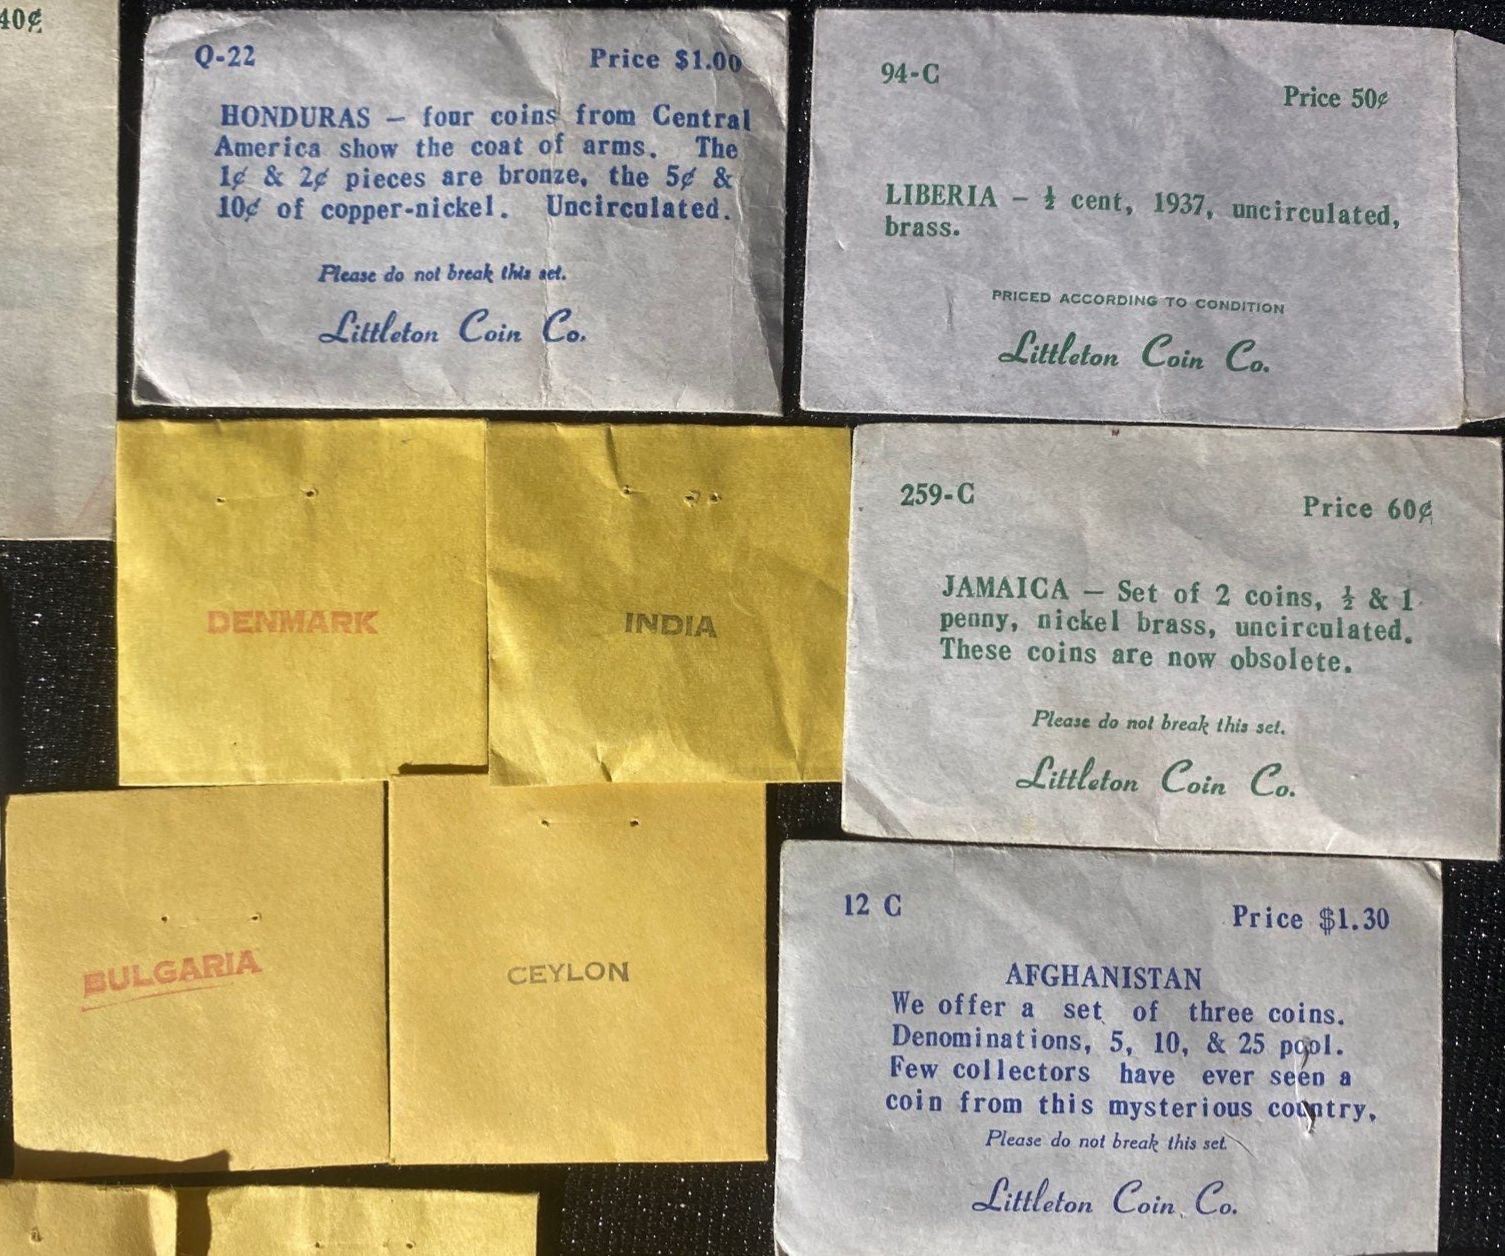 40¢
Q-22 Price $1.00
HONDURAS — four coins from Central
America show the coat of arms. The
1¢ & 2¢ pieces are bronze, the 5¢ &
10¢ of copper-nickel. Uncirculated.
Please do not break this set.
Littleton Coin Co.
94-C
Price 50¢
LIBERIA — ½ cent, 1937, uncirculated,
brass.
PRICED ACCORDING TO CONDITION
Littleton Coin Co.
DENMARK
INDIA
259-C Price 60¢
JAMAICA — Set of 2 coins, ½ & 1
penny, nickel brass, uncirculated.
These coins are now obsolete.
Please do not break this set.
Littleton Coin Co.
BULGARIA
CEYLON
12 C Price $1.30
AFGHANISTAN
We offer a set of three coins.
Denominations, 5, 10, & 25 pool.
Few collectors have ever seen a
coin from this mysterious country.
Please do not break this set.
Littleton Coin Co.